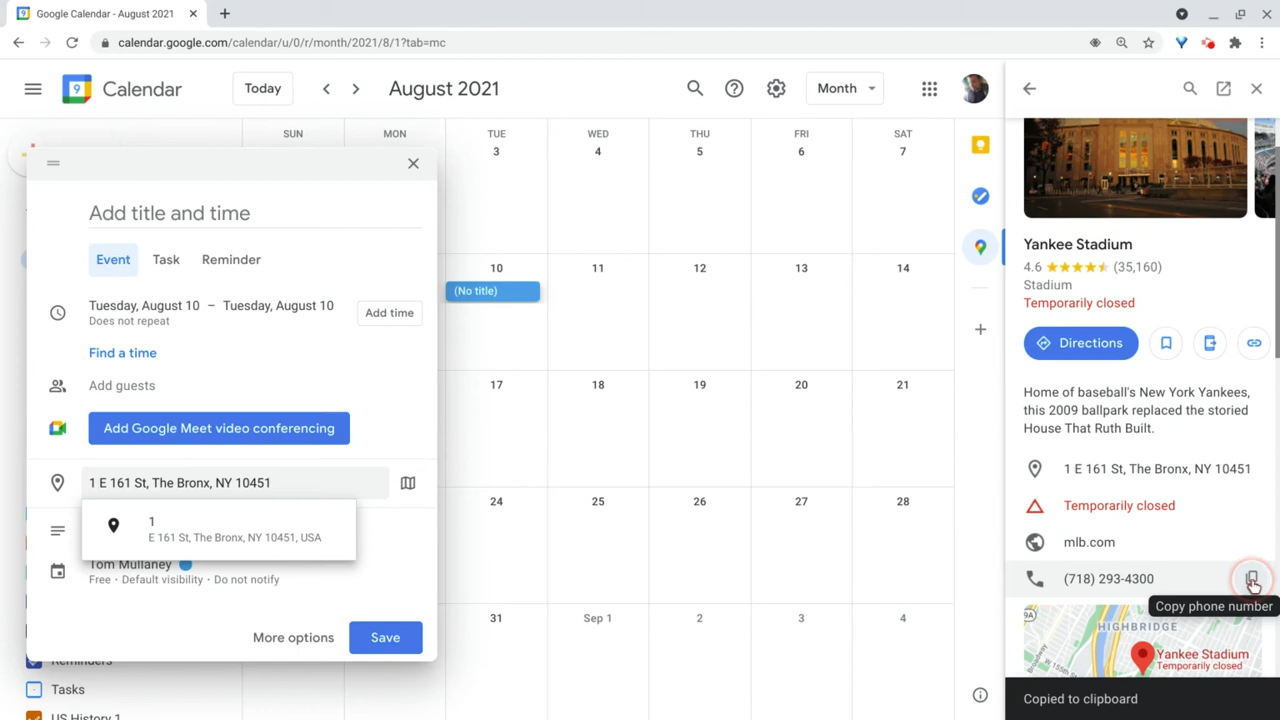 Google Calendar - August 2021
calendar.google.com/calendar/u/0/r/month/2021/8/1?tab=mc
9
Calendar
Today
August 2021
Month
SUN
MON
TUE
WED
THU
FRI
SAT
3
4
5
6
7
10
11
12
13
14
(No title)
17
18
19
20
21
24
25
26
27
28
31
Sep 1
2
3
4
Add title and time
Event
Task
Reminder
Tuesday, August 10 – Tuesday, August 10
Does not repeat
Add time
Find a time
Add guests
Add Google Meet video conferencing
1 E 161 St, The Bronx, NY 10451
1
E 161 St, The Bronx, NY 10451, USA
Tom Mullaney
Free · Default visibility · Do not notify
More options
Save
Reminders
Tasks
US History 1
Yankee Stadium
4.6 (35,160)
Stadium
Temporarily closed
Directions
Home of baseball's New York Yankees,
this 2009 ballpark replaced the storied
House That Ruth Built.
1 E 161 St, The Bronx, NY 10451
Temporarily closed
mlb.com
(718) 293-4300
Copy phone number
9A
HIGHBRIDGE
W 155th
Yankee Stadium
Temporarily closed
Copied to clipboard